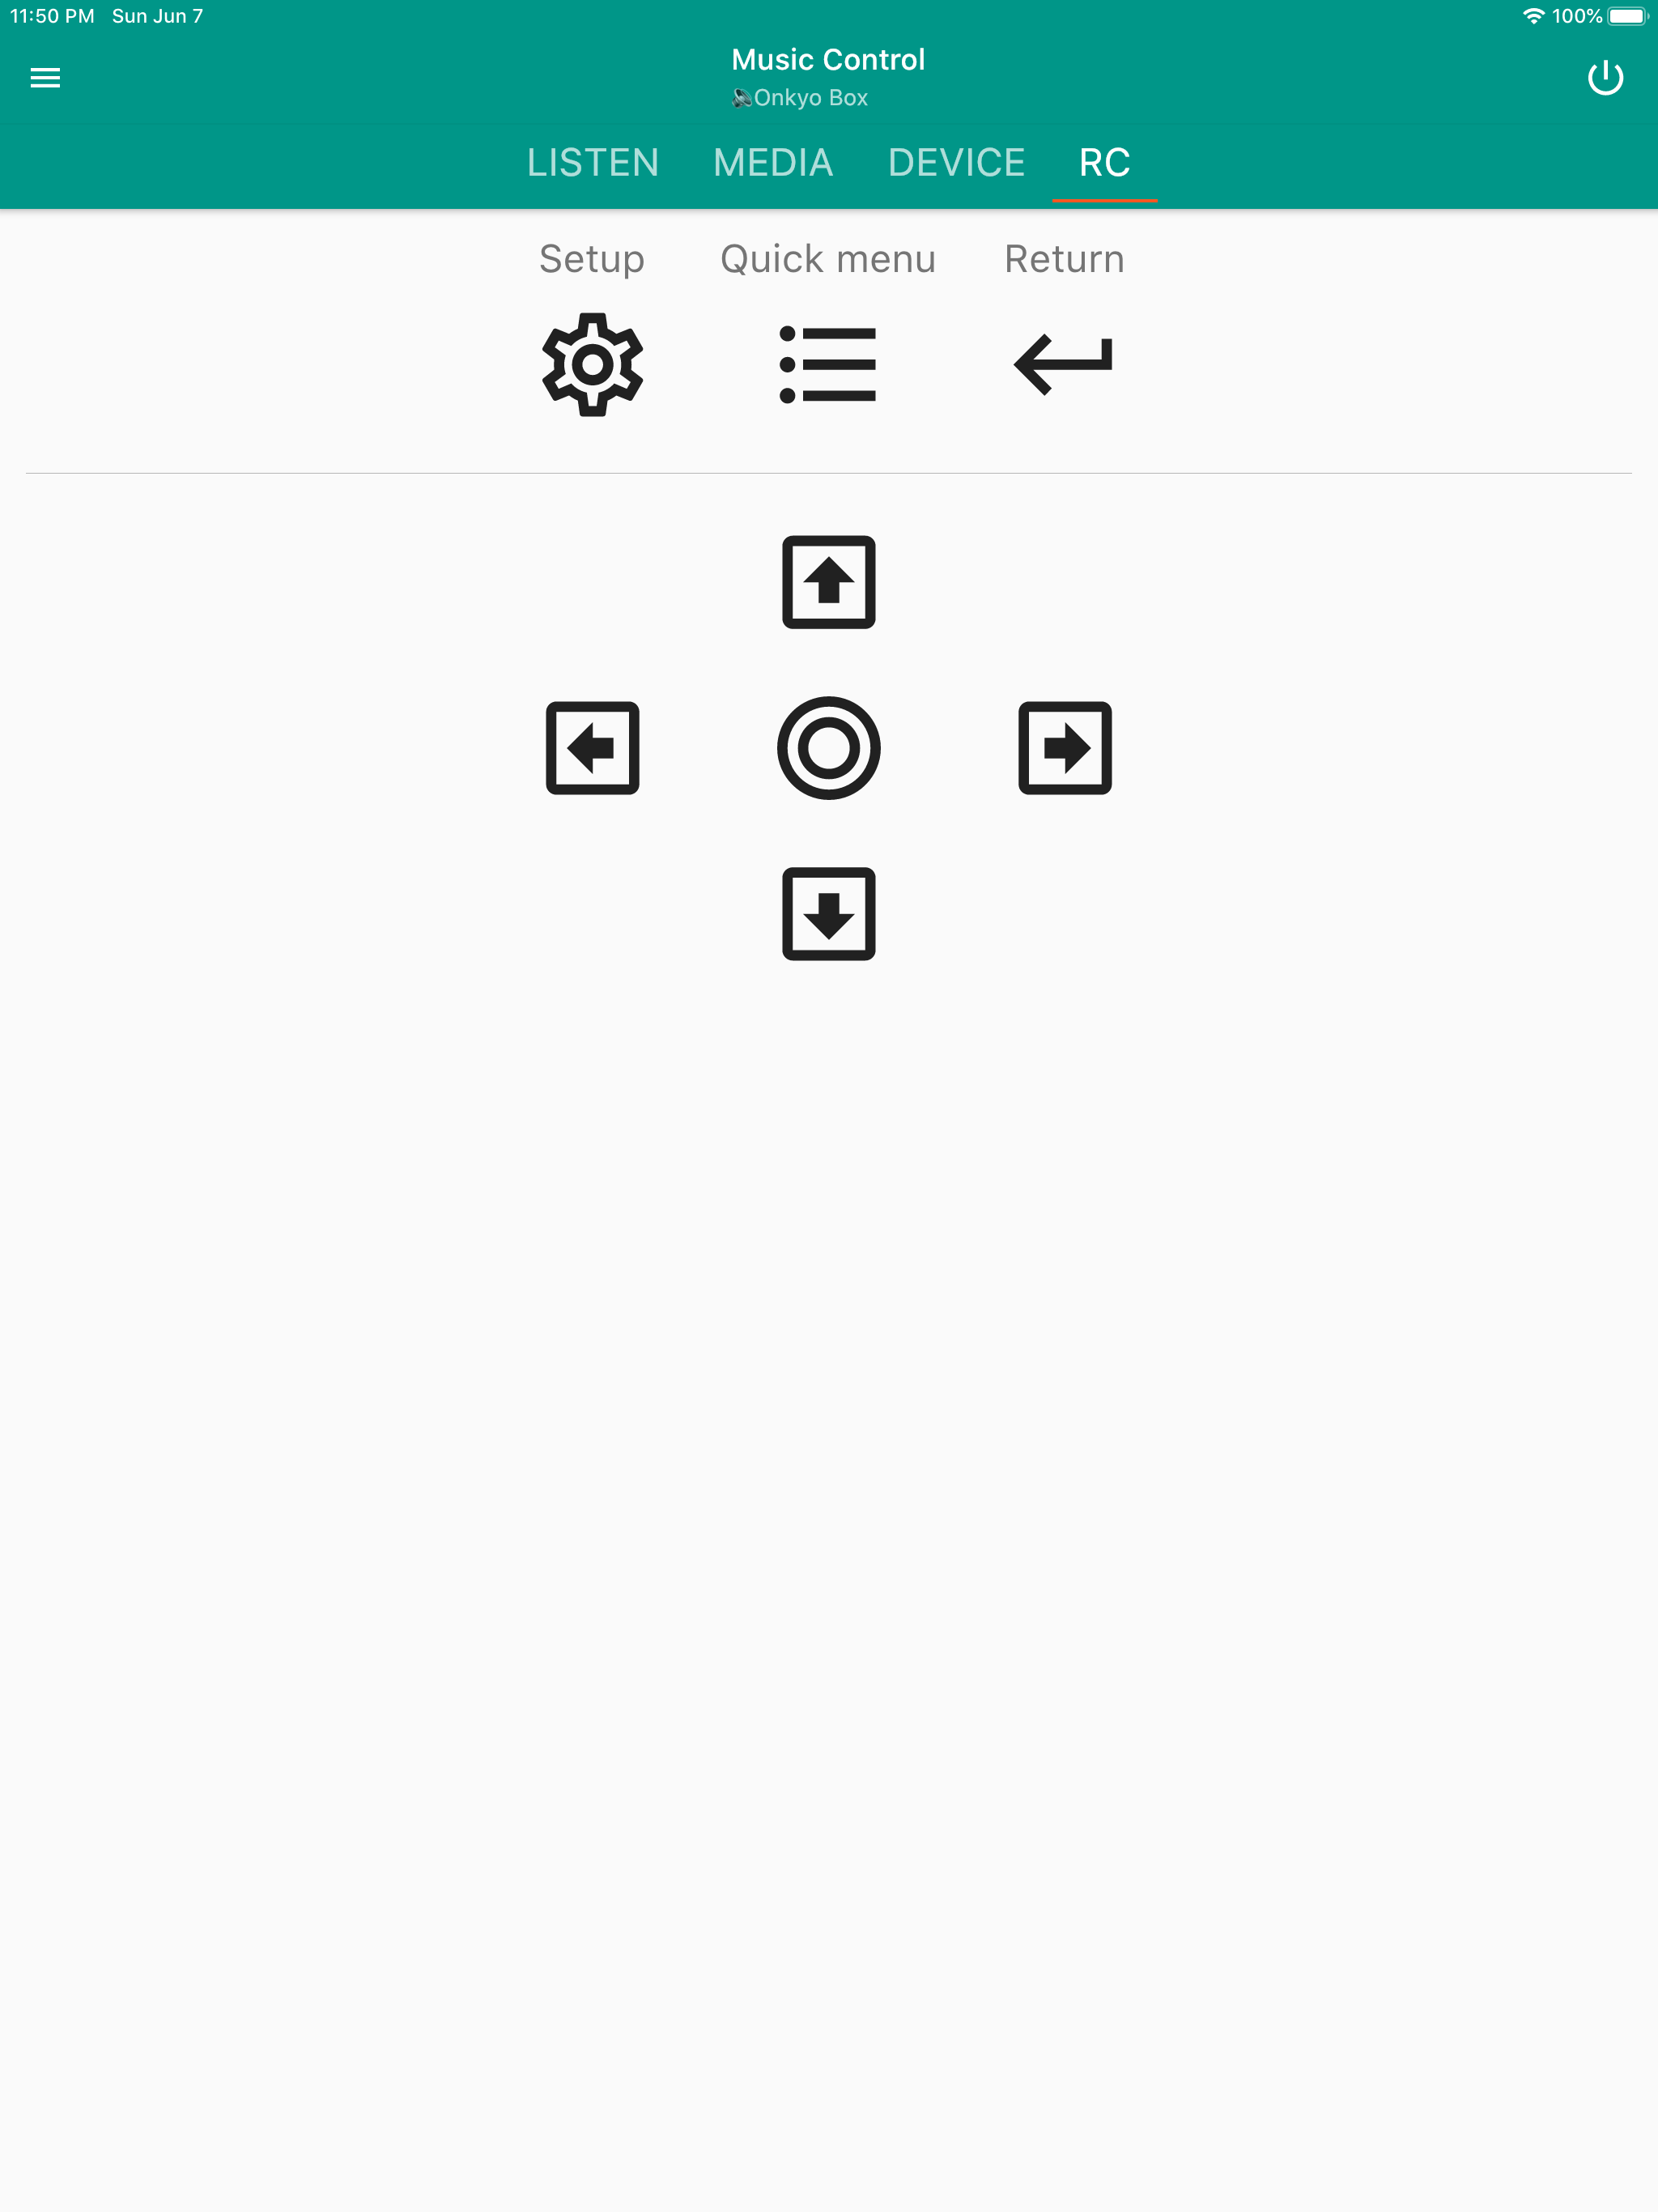 11:50 PM Sun Jun 7 100%
Music Control
🔊Onkyo Box
LISTEN MEDIA DEVICE RC
Setup Quick menu Return